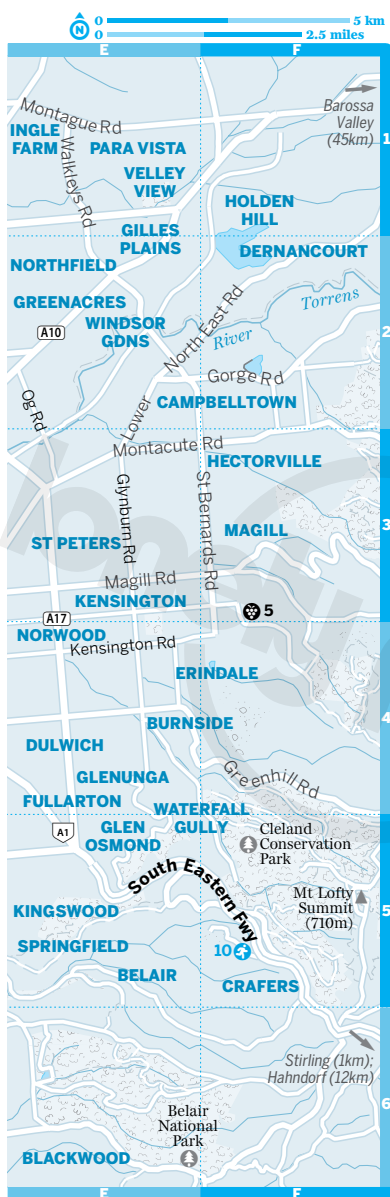 0 5 km
N
0 2.5 miles
E F
Barossa
Valley
(45km)
Montague Rd
1
INGLE
FARM
Walkleys Rd
PARA VISTA
VELLEY
VIEW
HOLDEN
HILL
GILLES
PLAINS
DERNANCOURT
NORTHFIELD
GREENACRES
Torrens
North East Rd
WINDSOR
GDNS
A10
2
River
Gorge Rd
Lower
CAMPBELLTOWN
Og Rd
Montacute Rd
HECTORVILLE
Glynburn Rd
St Bernards Rd
3
MAGILL
ST PETERS
Magill Rd
KENSINGTON
5
A17
NORWOOD
Kensington Rd
ERINDALE
4
BURNSIDE
DULWICH
GLENUNGA
Greenhill Rd
FULLARTON
WATERFALL
GULLY
A1
GLEN
OSMOND
Cleland
Conservation
Park
South Eastern Fwy
Mt Lofty
Summit
(710m)
KINGSWOOD
5
SPRINGFIELD
10
BELAIR
CRAFERS
Stirling (1km);
Hahndorf (12km)
6
Belair
National
Park
BLACKWOOD
E F